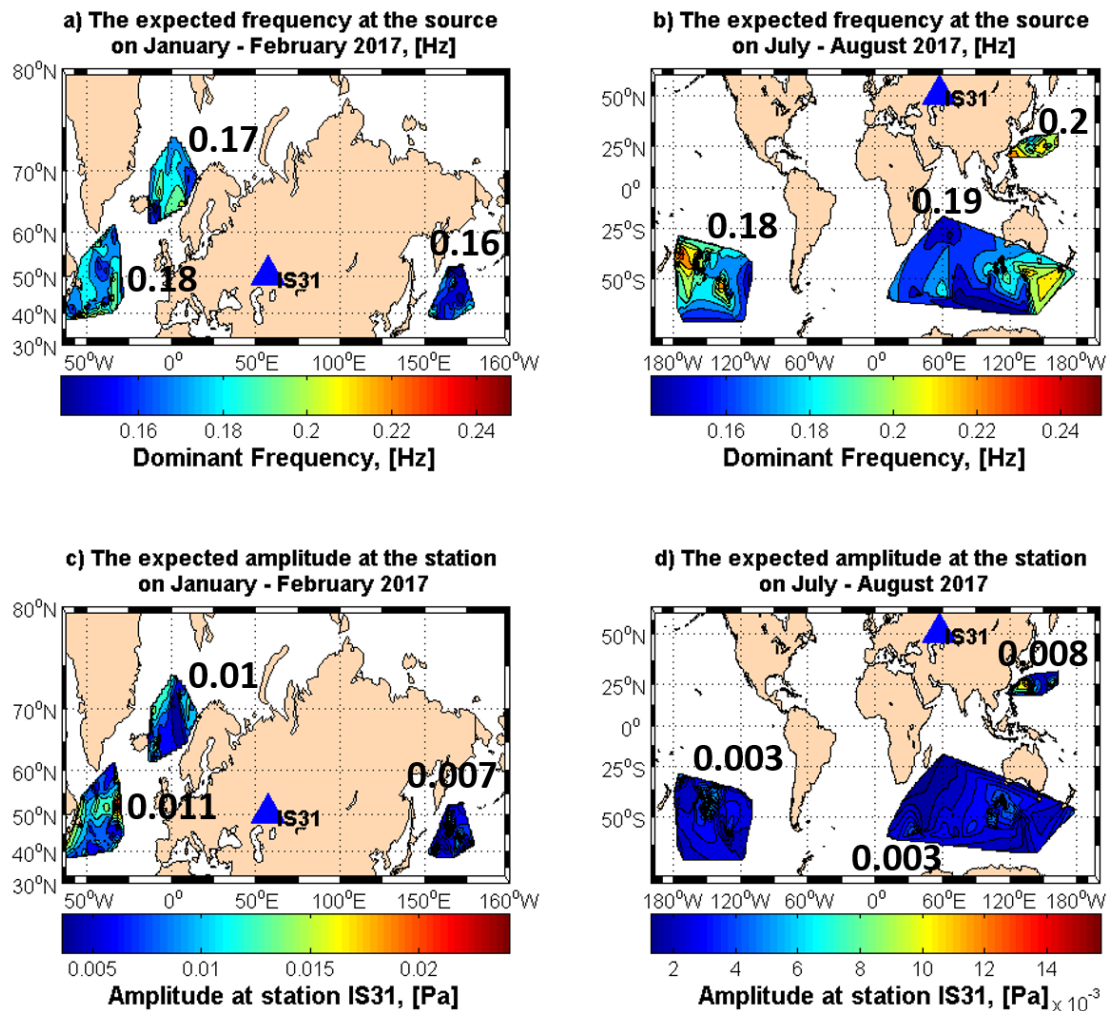 a) The expected frequency at the source
on January - February 2017, [Hz]
80°N
70°N
60°N
50°N
40°N
30°N
0.17
0.18
0.16
IS31
50°W
0°
50°E
100°E
150°E
160°W
0.16
0.18
0.2
0.22
0.24
Dominant Frequency, [Hz]
b) The expected frequency at the source
on July - August 2017, [Hz]
50°N
25°N
0°
25°S
50°S
IS31
0.2
0.19
0.18
180°W
120°W
60°W
0°
60°E
120°E
180°W
0.16
0.18
0.2
0.22
0.24
Dominant Frequency, [Hz]
c) The expected amplitude at the station
on January - February 2017
80°N
70°N
60°N
50°N
40°N
30°N
0.01
0.011
0.007
IS31
50°W
0°
50°E
100°E
150°E
160°W
0.005
0.01
0.015
0.02
Amplitude at station IS31, [Pa]
d) The expected amplitude at the station
on July - August 2017
50°N
25°N
0°
25°S
50°S
IS31
0.008
0.003
0.003
180°W
120°W
60°W
0°
60°E
120°E
180°W
2
4
6
8
10
12
14
Amplitude at station IS31, [Pa] x 10⁻³